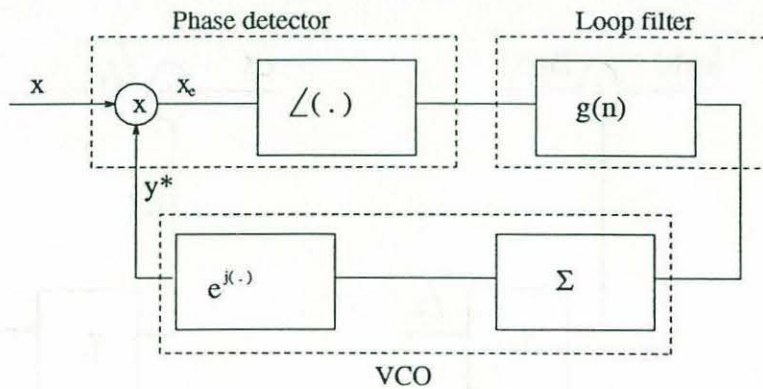 Phase detector
Loop filter
x
x
xe
∠(.)
g(n)
y*
e^j(.)
Σ
VCO